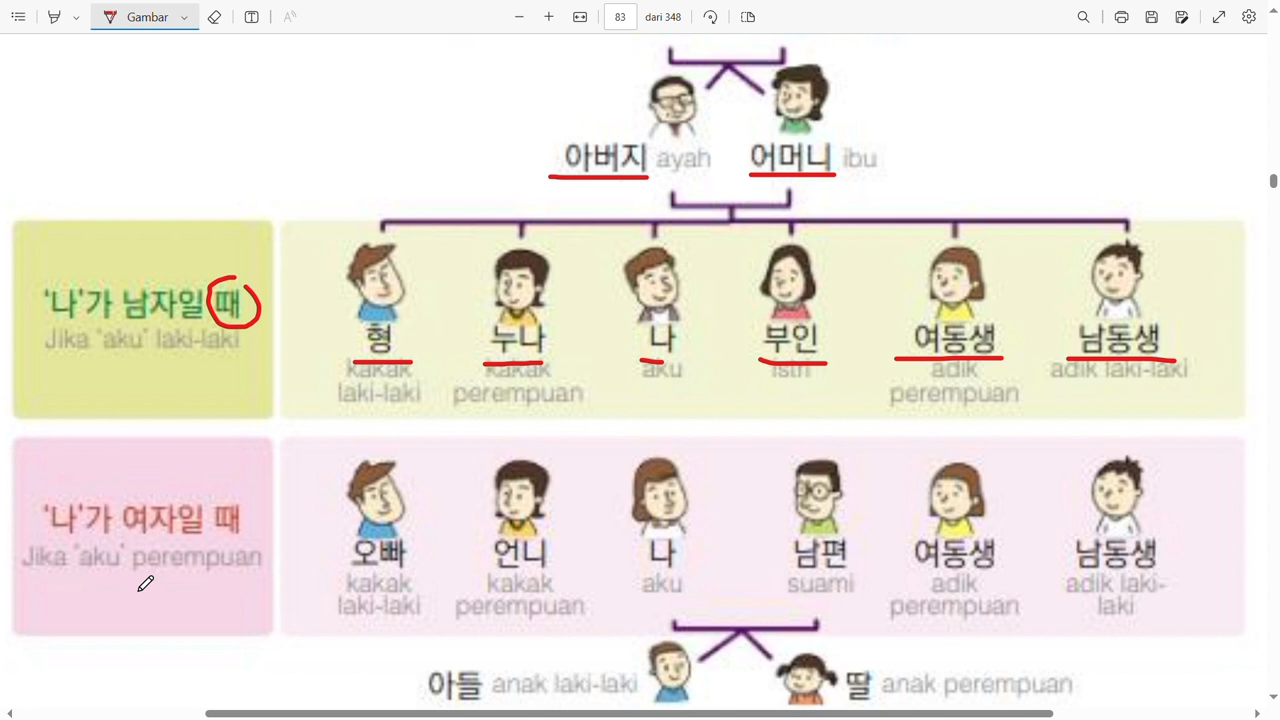 Gambar
83 dari 348
아버지 ayah 어머니 ibu
'나'가 남자일 때
Jika 'aku' laki-laki
형 누나 나 부인 여동생 남동생
kakak kakak aku istri adik adik laki-laki
laki-laki perempuan perempuan
'나'가 여자일 때
Jika 'aku' perempuan
오빠 언니 나 남편 여동생 남동생
kakak kakak aku suami adik adik laki-
laki-laki perempuan perempuan laki
아들 anak laki-laki 딸 anak perempuan